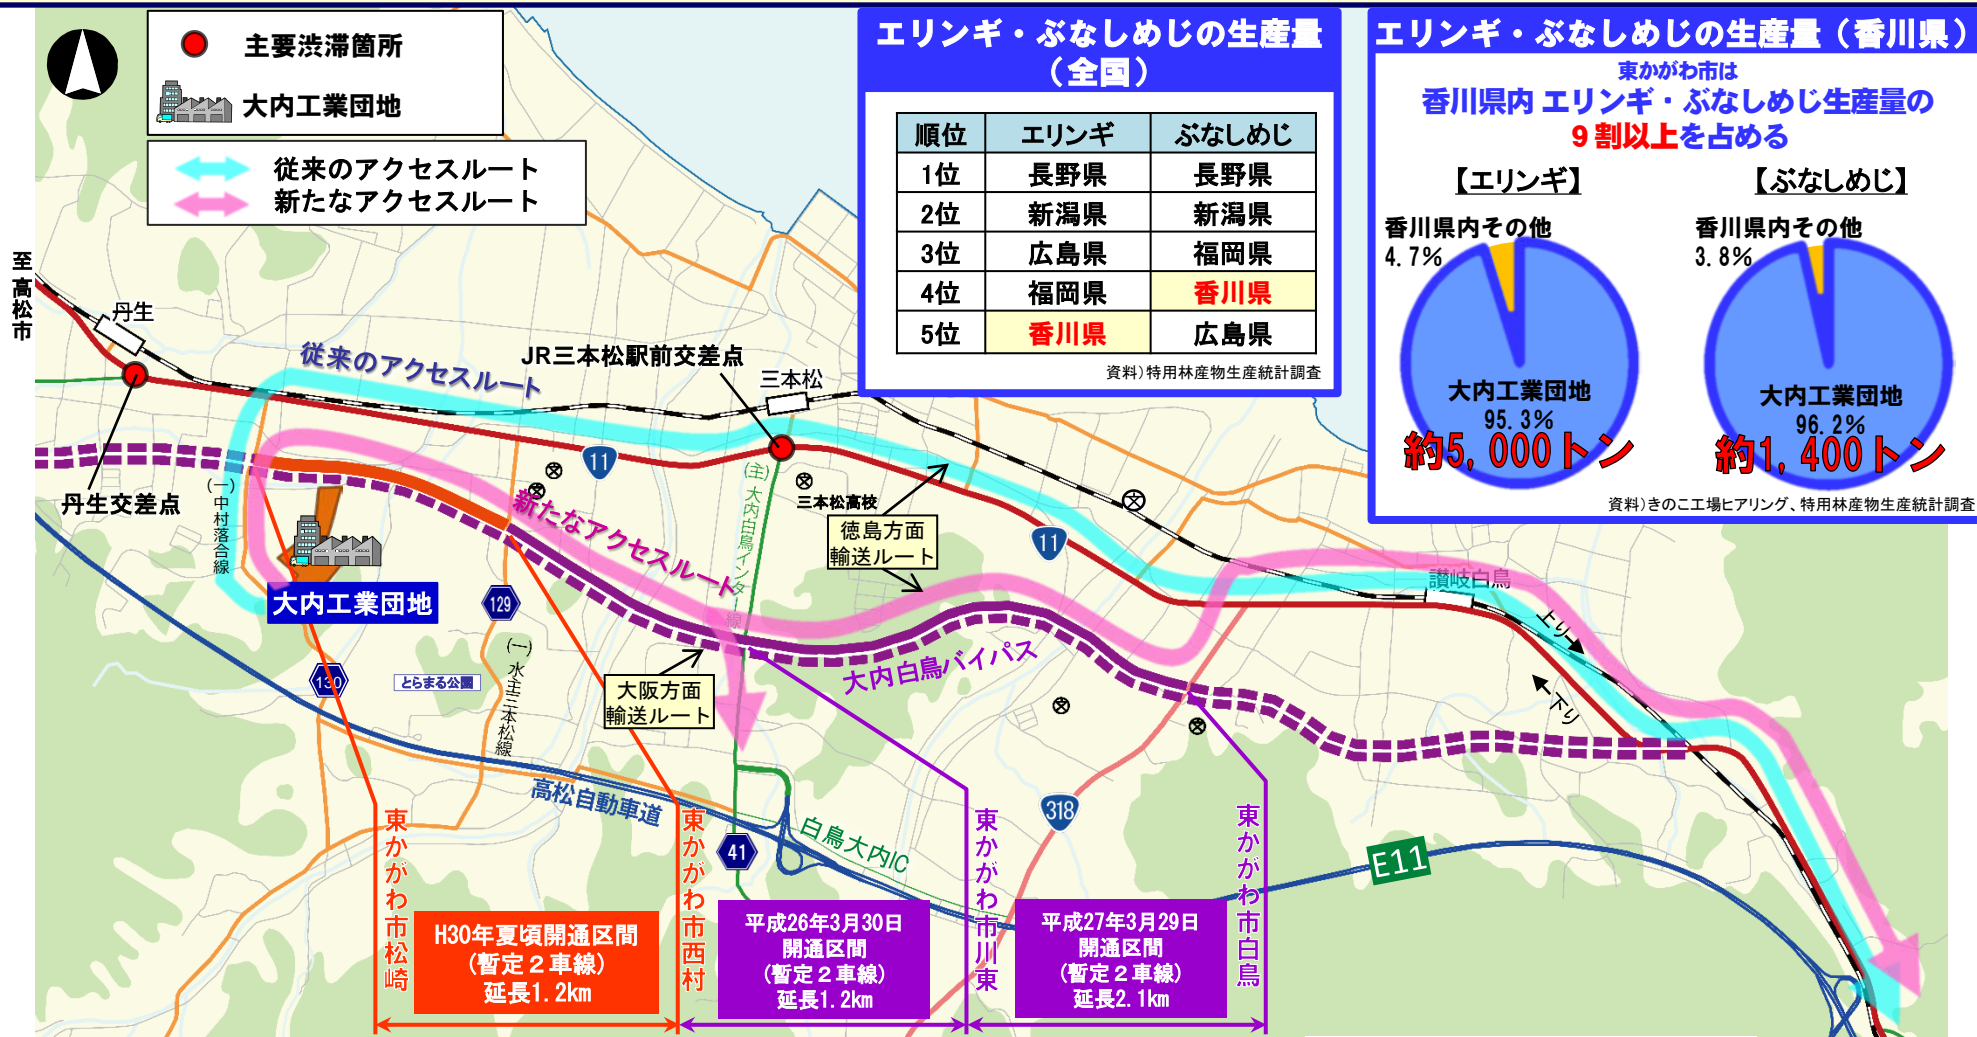 主要渋滞箇所
大内工業団地
従来のアクセスルート
新たなアクセスルート
エリンギ・ぶなしめじの生産量
（全国）
順位 エリンギ ぶなしめじ
1位 長野県 長野県
2位 新潟県 新潟県
3位 広島県 福岡県
4位 福岡県 香川県
5位 香川県 広島県
資料）特用林産物生産統計調査
エリンギ・ぶなしめじの生産量（香川県）
東かがわ市は
香川県内 エリンギ・ぶなしめじ生産量の
９割以上を占める
【エリンギ】
香川県内その他
4.7%
大内工業団地
95.3%
約5,000トン
【ぶなしめじ】
香川県内その他
3.8%
大内工業団地
96.2%
約1,400トン
資料）きのこ工場ヒアリング、特用林産物生産統計調査
至高松市
丹生
従来のアクセスルート
JR三本松駅前交差点
三本松
丹生交差点
11
(一)中村落合線
新たなアクセスルート
(主)大内白鳥インター線
三本松高校
徳島方面
輸送ルート
11
讃岐白鳥
大内工業団地
129
(一)水主三本松線
130
とらまる公園
大阪方面
輸送ルート
大内白鳥バイパス
上り
下り
高松自動車道
41
白鳥大内IC
318
E11
東かがわ市松崎
東かがわ市西村
東かがわ市川東
東かがわ市白鳥
H30年夏頃開通区間
(暫定２車線)
延長1.2km
平成26年3月30日
開通区間
(暫定２車線)
延長1.2km
平成27年3月29日
開通区間
(暫定２車線)
延長2.1km